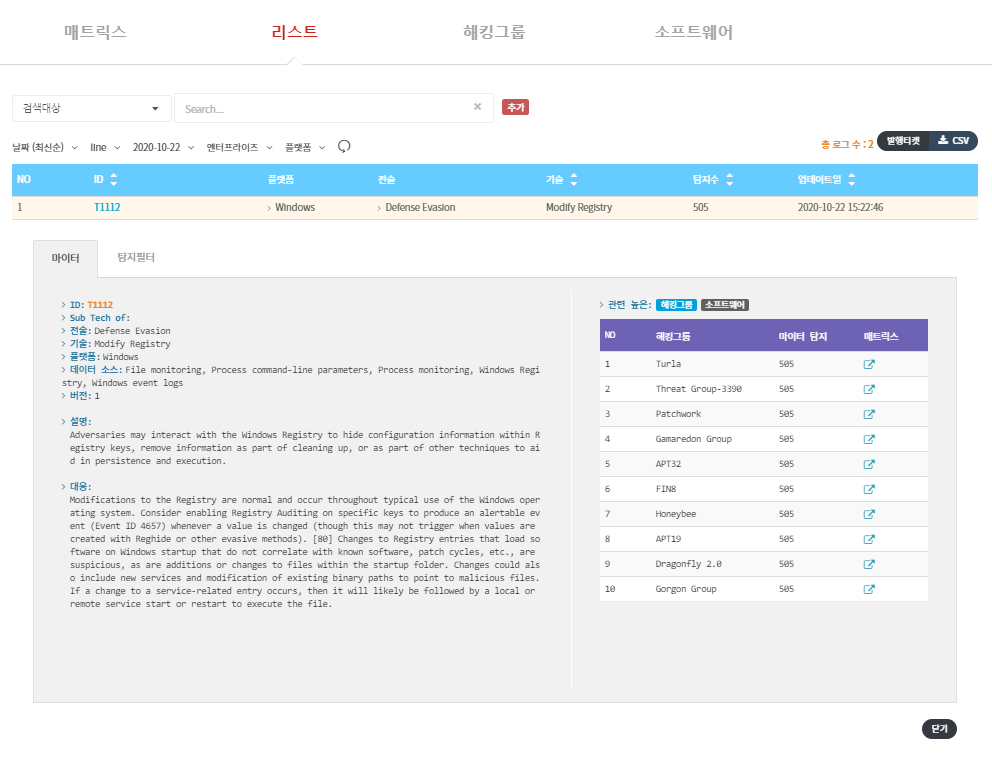 매트릭스 리스트 해킹그룹 소프트웨어
검색대상 Search... × 추가
날짜 (최신순) line 2020-10-22 엔터프라이즈 플랫폼 총 로그 수 : 2 발행티켓 CSV
NO ID 플랫폼 전술 기술 탐지수 업데이트일
1 T1112 › Windows › Defense Evasion Modify Registry 505 2020-10-22 15:22:46
마이터 탐지필터
> ID: T1112
> Sub Tech of:
> 전술: Defense Evasion
> 기술: Modify Registry
> 플랫폼: Windows
> 데이터 소스: File monitoring, Process command-line parameters, Process monitoring, Windows Regi
stry, Windows event logs
> 버전: 1
> 설명:
Adversaries may interact with the Windows Registry to hide configuration information within R
egistry keys, remove information as part of cleaning up, or as part of other techniques to ai
d in persistence and execution.
> 대응:
Modifications to the Registry are normal and occur throughout typical use of the Windows oper
ating system. Consider enabling Registry Auditing on specific keys to produce an alertable ev
ent (Event ID 4657) whenever a value is changed (though this may not trigger when values are
created with Reghide or other evasive methods). [80] Changes to Registry entries that load so
ftware on Windows startup that do not correlate with known software, patch cycles, etc., are
suspicious, as are additions or changes to files within the startup folder. Changes could als
o include new services and modification of existing binary paths to point to malicious files.
If a change to a service-related entry occurs, then it will likely be followed by a local or
remote service start or restart to execute the file.
> 관련 높은: 해킹그룹 소프트웨어
NO 해킹그룹 마이터 탐지 매트릭스
1 Turla 505
2 Threat Group-3390 505
3 Patchwork 505
4 Gamaredon Group 505
5 APT32 505
6 FIN8 505
7 Honeybee 505
8 APT19 505
9 Dragonfly 2.0 505
10 Gorgon Group 505
닫기